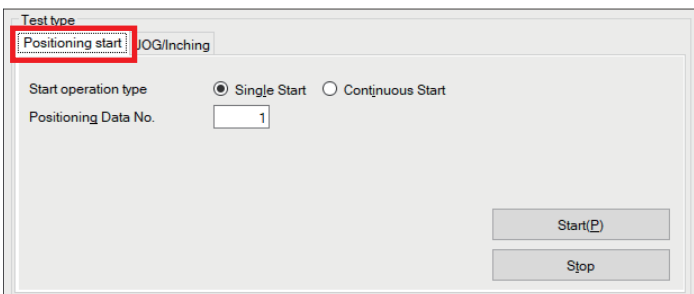 Test type
Positioning start JOG/Inching
Start operation type Single Start Continuous Start
Positioning Data No. 1
Start(P)
Stop